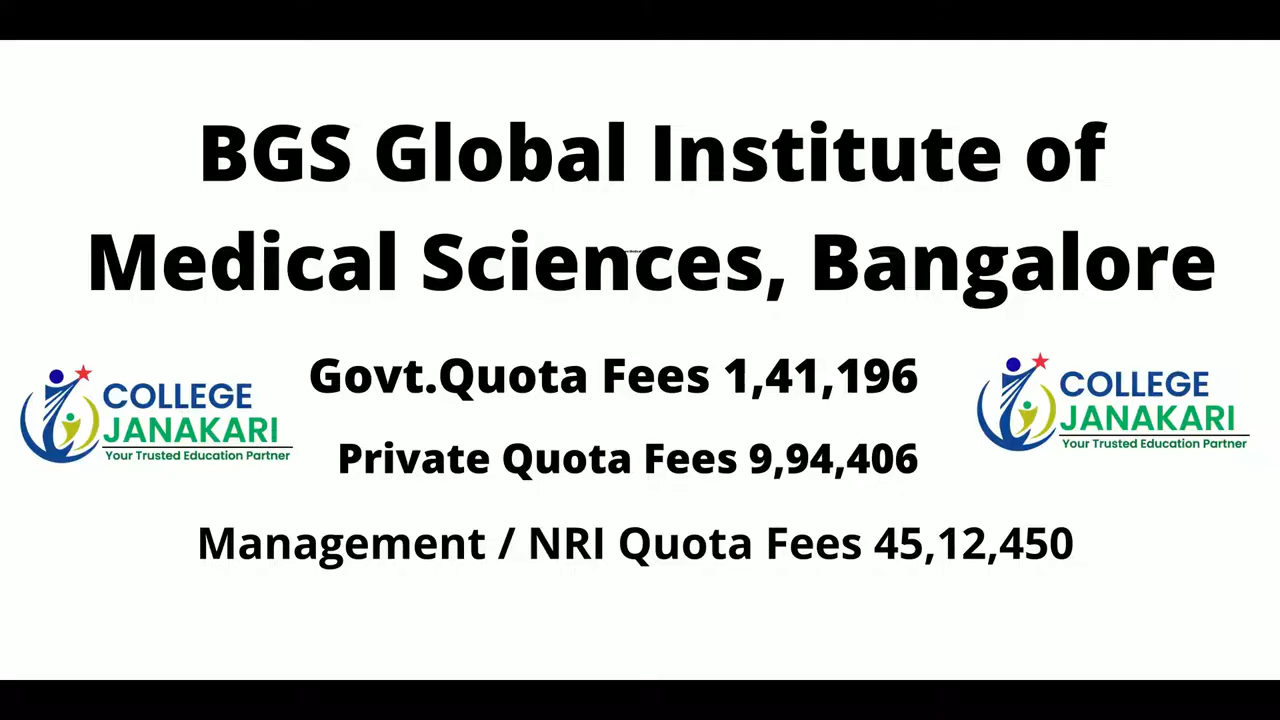 BGS Global Institute of
Medical Sciences, Bangalore
Govt.Quota Fees 1,41,196
Private Quota Fees 9,94,406
Management / NRI Quota Fees 45,12,450
COLLEGE
JANAKARI
Your Trusted Education Partner
COLLEGE
JANAKARI
Your Trusted Education Partner